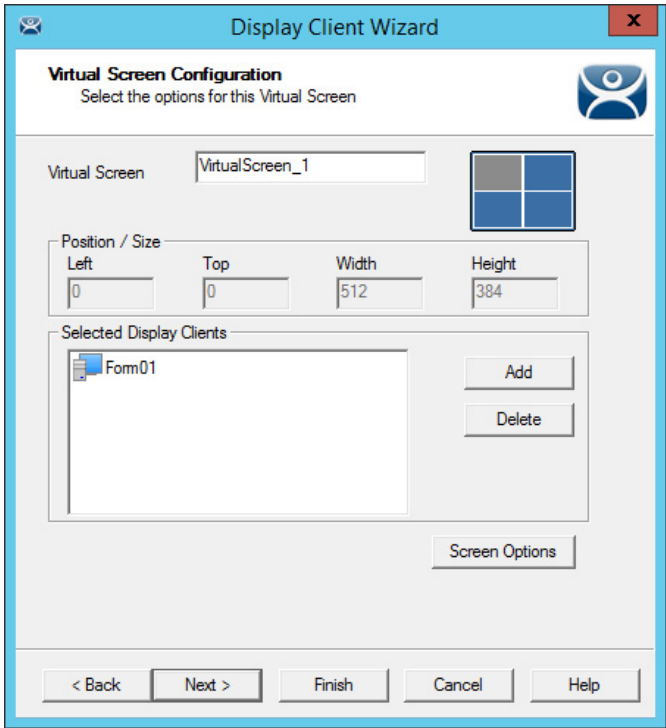 Display Client Wizard
x
Virtual Screen Configuration
Select the options for this Virtual Screen
Virtual Screen VirtualScreen_1
Position / Size
Left Top Width Height
0 0 512 384
Selected Display Clients
Form01
Add
Delete
Screen Options
< Back Next > Finish Cancel Help